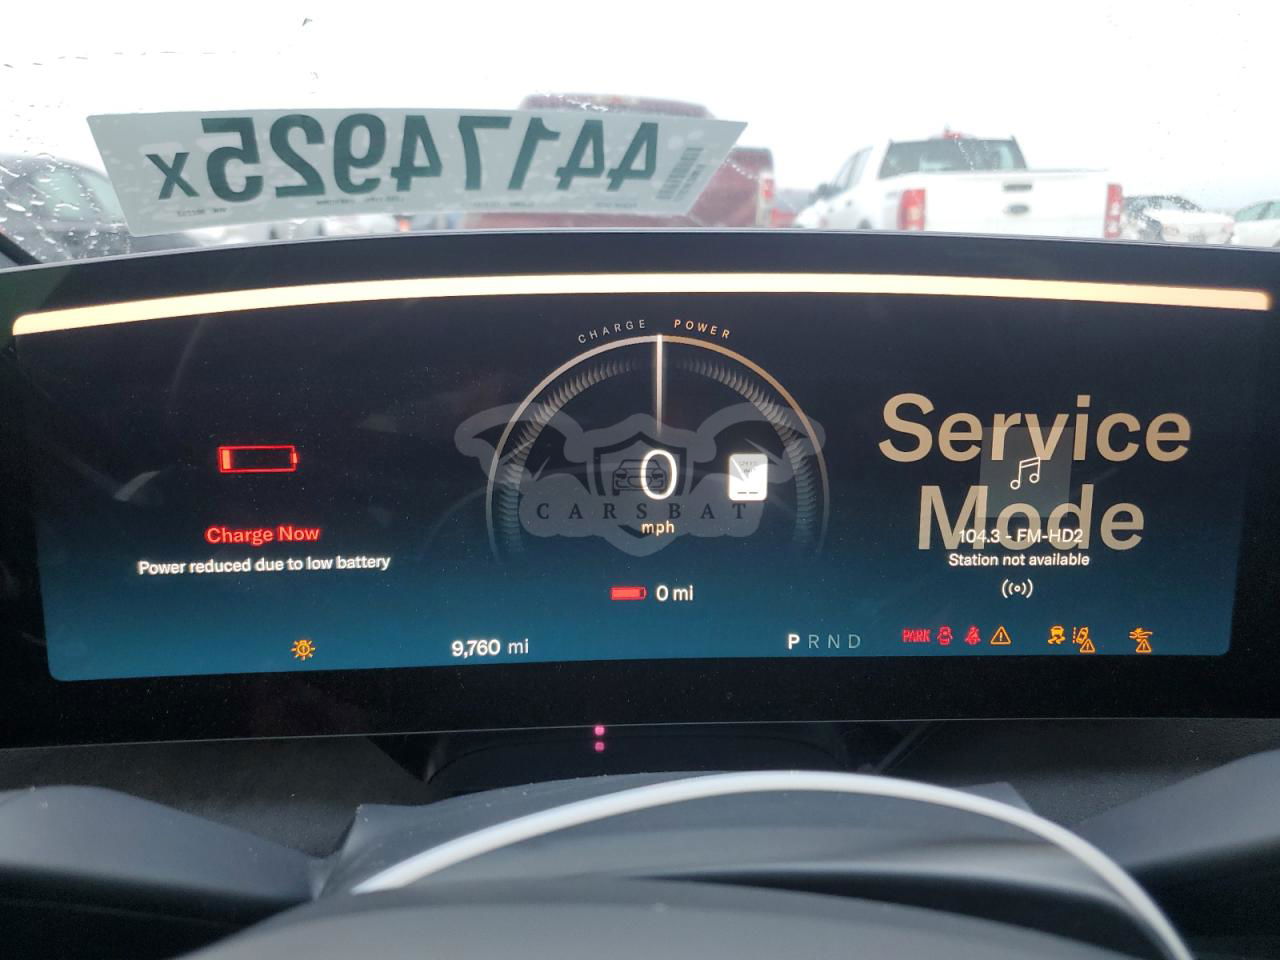 44174925x
CHARGE POWER
Service
Mode
0
mph
CARSBAT
Charge Now
Power reduced due to low battery
104.3 - FM-HD2
Station not available
0 mi
9,760 mi
P R N D
PARK